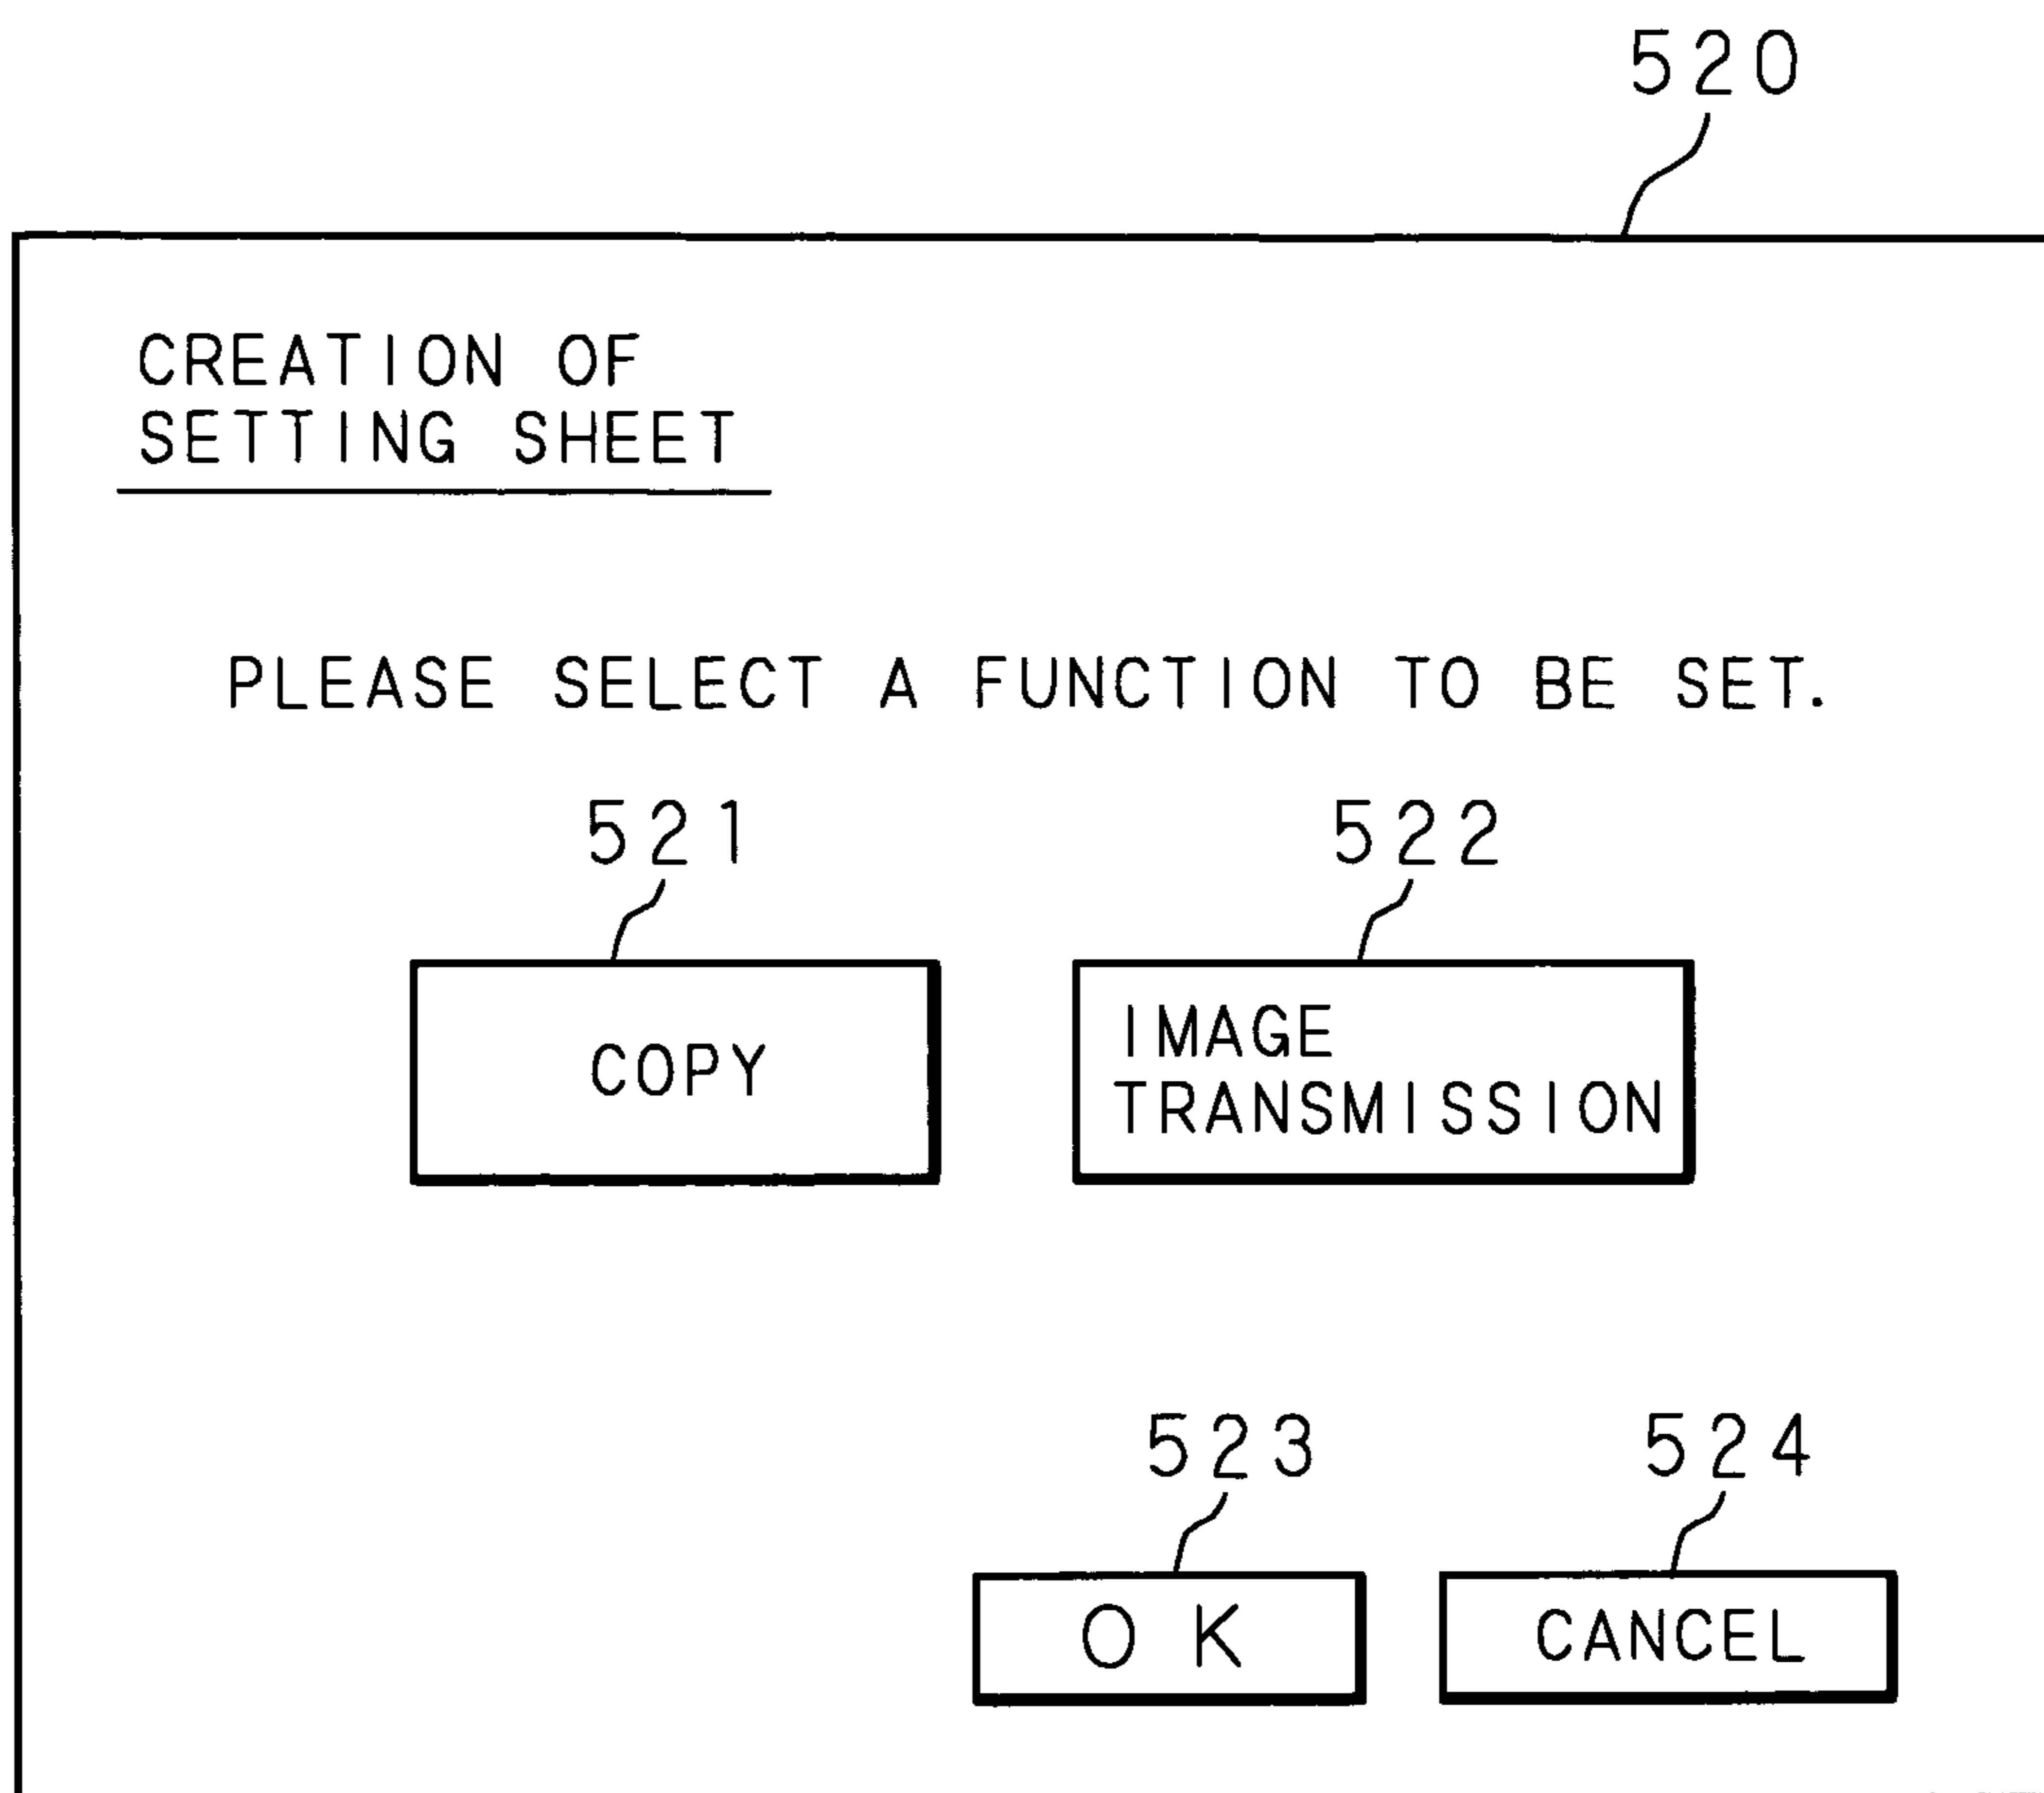 520
CREATION OF
SETTING SHEET
PLEASE SELECT A FUNCTION TO BE SET.
521
522
COPY
IMAGE
TRANSMISSION
523
524
OK
CANCEL